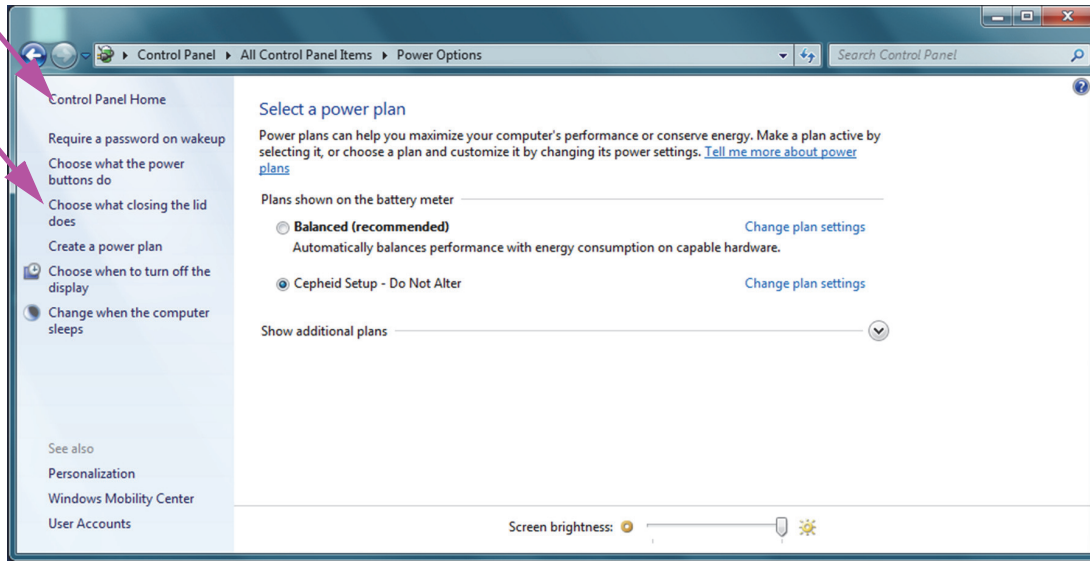 Control Panel All Control Panel Items Power Options
Search Control Panel
Control Panel Home
Require a password on wakeup
Choose what the power
buttons do
Choose what closing the lid
does
Create a power plan
Choose when to turn off the
display
Change when the computer
sleeps
See also
Personalization
Windows Mobility Center
User Accounts
Select a power plan
Power plans can help you maximize your computer's performance or conserve energy. Make a plan active by
selecting it, or choose a plan and customize it by changing its power settings. Tell me more about power
plans
Plans shown on the battery meter
Balanced (recommended) Change plan settings
Automatically balances performance with energy consumption on capable hardware.
Cepheid Setup - Do Not Alter Change plan settings
Show additional plans
Screen brightness: